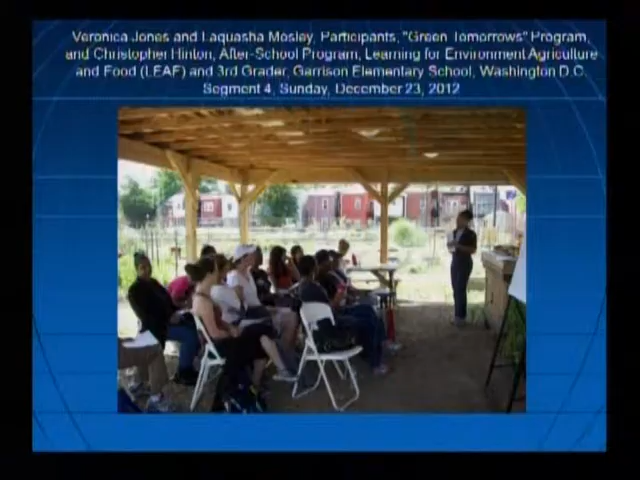 Veronica Jones and Laquasha Mosley, Participants, "Green Tomorrows" Program,
and Christopher Hinton, After-School Program, Learning for Environment Agriculture
and Food (LEAF) and 3rd Grader, Garrison Elementary School, Washington D.C.
Segment 4, Sunday, December 23, 2012